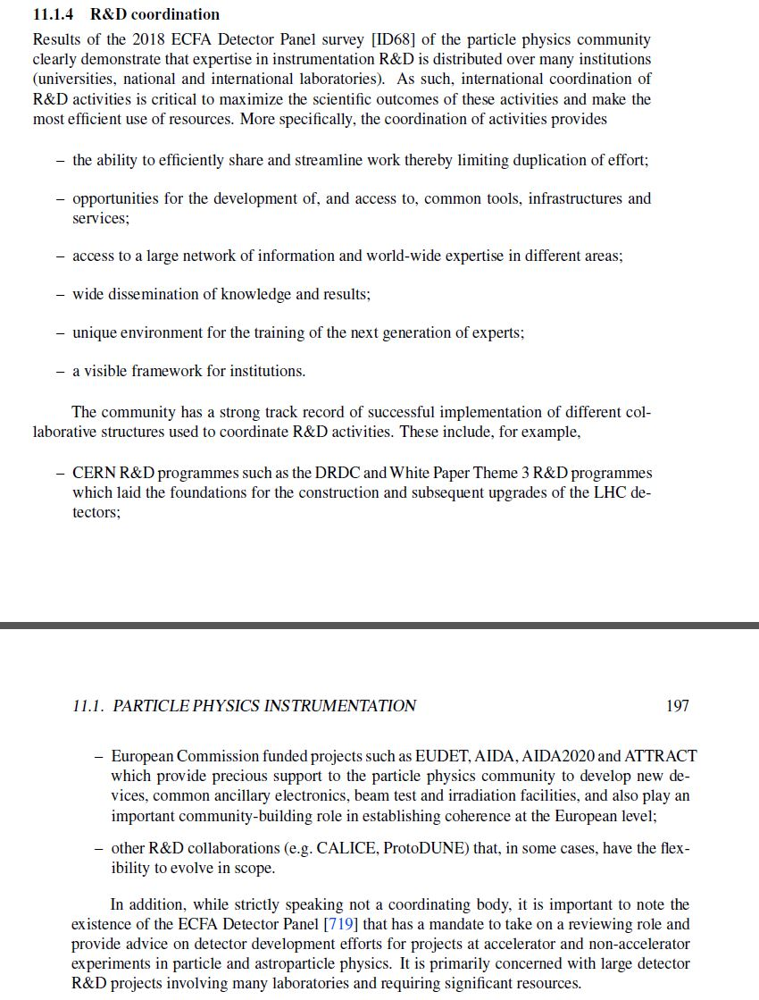 11.1.4 R&D coordination
Results of the 2018 ECFA Detector Panel survey [ID68] of the particle physics community
clearly demonstrate that expertise in instrumentation R&D is distributed over many institutions
(universities, national and international laboratories). As such, international coordination of
R&D activities is critical to maximize the scientific outcomes of these activities and make the
most efficient use of resources. More specifically, the coordination of activities provides
– the ability to efficiently share and streamline work thereby limiting duplication of effort;
– opportunities for the development of, and access to, common tools, infrastructures and
services;
– access to a large network of information and world-wide expertise in different areas;
– wide dissemination of knowledge and results;
– unique environment for the training of the next generation of experts;
– a visible framework for institutions.
The community has a strong track record of successful implementation of different col-
laborative structures used to coordinate R&D activities. These include, for example,
– CERN R&D programmes such as the DRDC and White Paper Theme 3 R&D programmes
which laid the foundations for the construction and subsequent upgrades of the LHC de-
tectors;
11.1. PARTICLE PHYSICS INSTRUMENTATION 197
– European Commission funded projects such as EUDET, AIDA, AIDA2020 and ATTRACT
which provide precious support to the particle physics community to develop new de-
vices, common ancillary electronics, beam test and irradiation facilities, and also play an
important community-building role in establishing coherence at the European level;
– other R&D collaborations (e.g. CALICE, ProtoDUNE) that, in some cases, have the flex-
ibility to evolve in scope.
In addition, while strictly speaking not a coordinating body, it is important to note the
existence of the ECFA Detector Panel [719] that has a mandate to take on a reviewing role and
provide advice on detector development efforts for projects at accelerator and non-accelerator
experiments in particle and astroparticle physics. It is primarily concerned with large detector
R&D projects involving many laboratories and requiring significant resources.